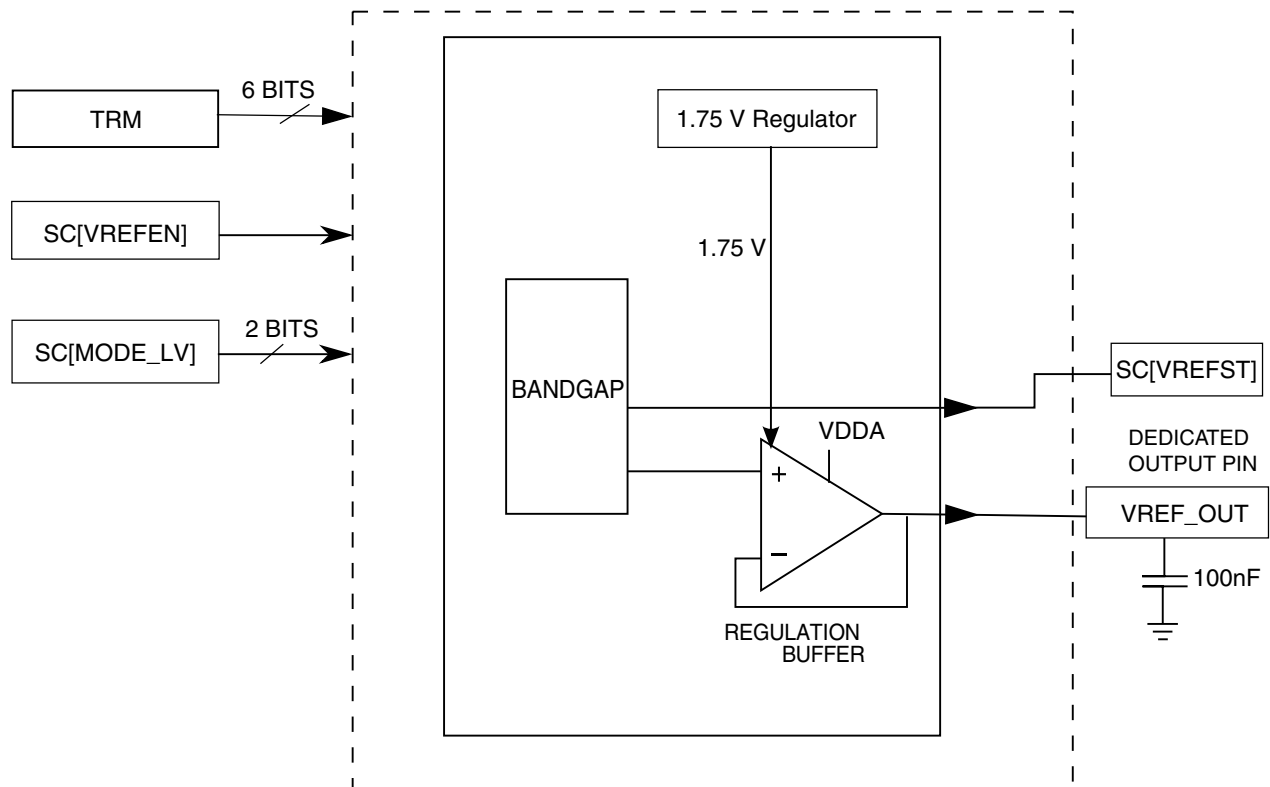 6 BITS
TRM
1.75 V Regulator
SC[VREFEN]
1.75 V
2 BITS
SC[MODE_LV]
BANDGAP
SC[VREFST]
VDDA
DEDICATED
OUTPUT PIN
+
VREF_OUT
–
100nF
REGULATION
BUFFER